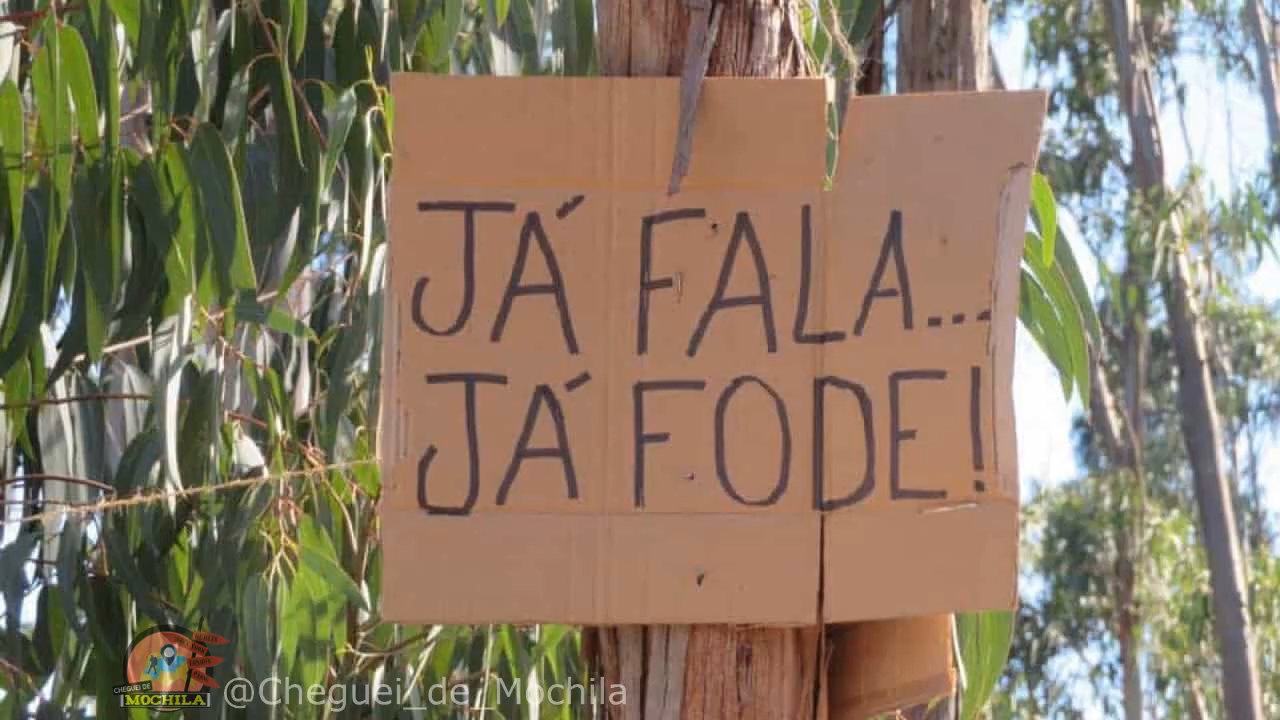 JÁ FALA...
JÁ FODE!
CHEGUEI DE
MOCHILA
@Cheguei_de_Mochila